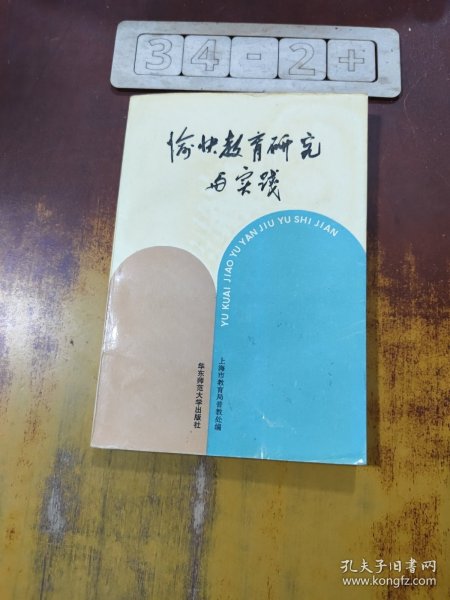 34-2+
愉快教育研究
与实践
YU KUAI JIAO YU YAN JIU YU SHI JIAN
上海市教育局普教处编
华东师范大学出版社
孔夫子旧书网
www.kongfz.com